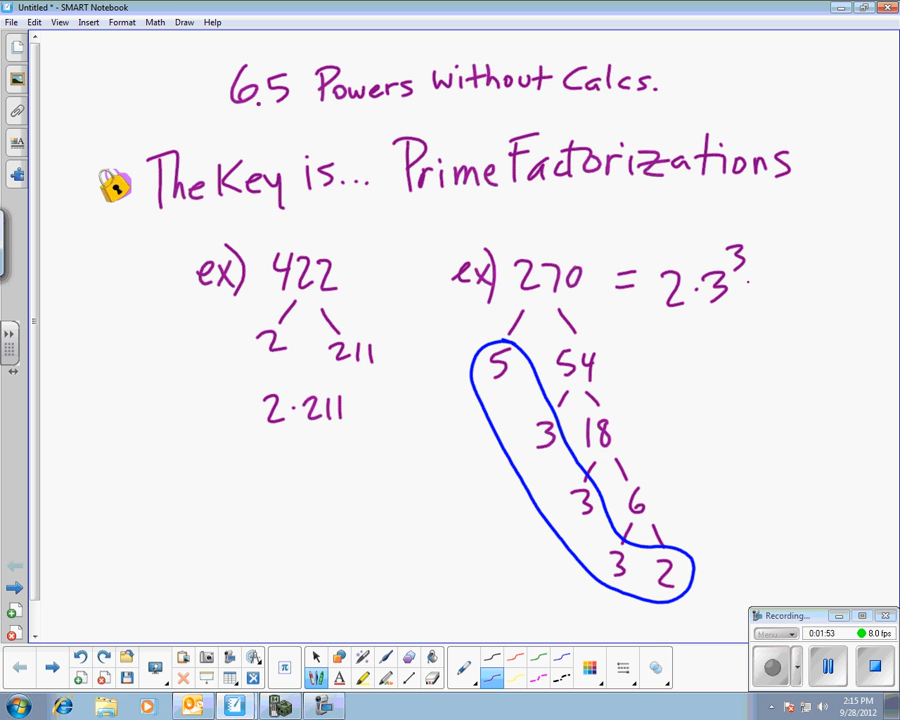 Untitled * - SMART Notebook
File Edit View Insert Format Math Draw Help
6.5 Powers without Calcs.
The Key is... Prime Factorizations
ex) 422
2 211
2·211
ex) 270 = 2·3³·
5 54
3 18
3 6
3 2
Recording...
Menu
0:01:53
8.0 fps
2:15 PM
9/28/2012